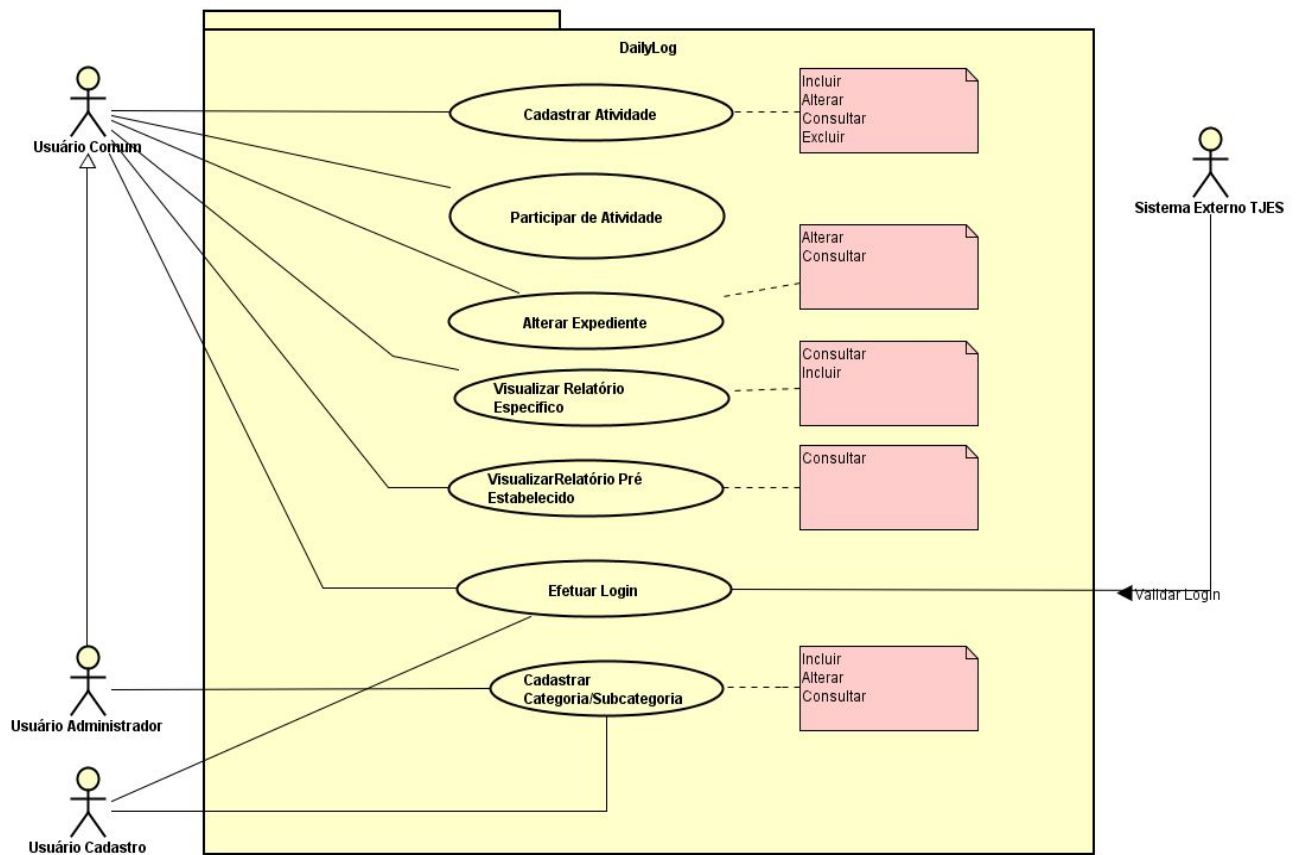 DailyLog
Usuário Comum
Cadastrar Atividade
Incluir
Alterar
Consultar
Excluir
Sistema Externo TJES
Participar de Atividade
Alterar
Consultar
Alterar Expediente
Consultar
Incluir
Visualizar Relatório
Especifico
Consultar
VisualizarRelatório Pré
Estabelecido
Efetuar Login
Validar Login
Usuário Administrador
Cadastrar
Categoria/Subcategoria
Incluir
Alterar
Consultar
Usuário Cadastro